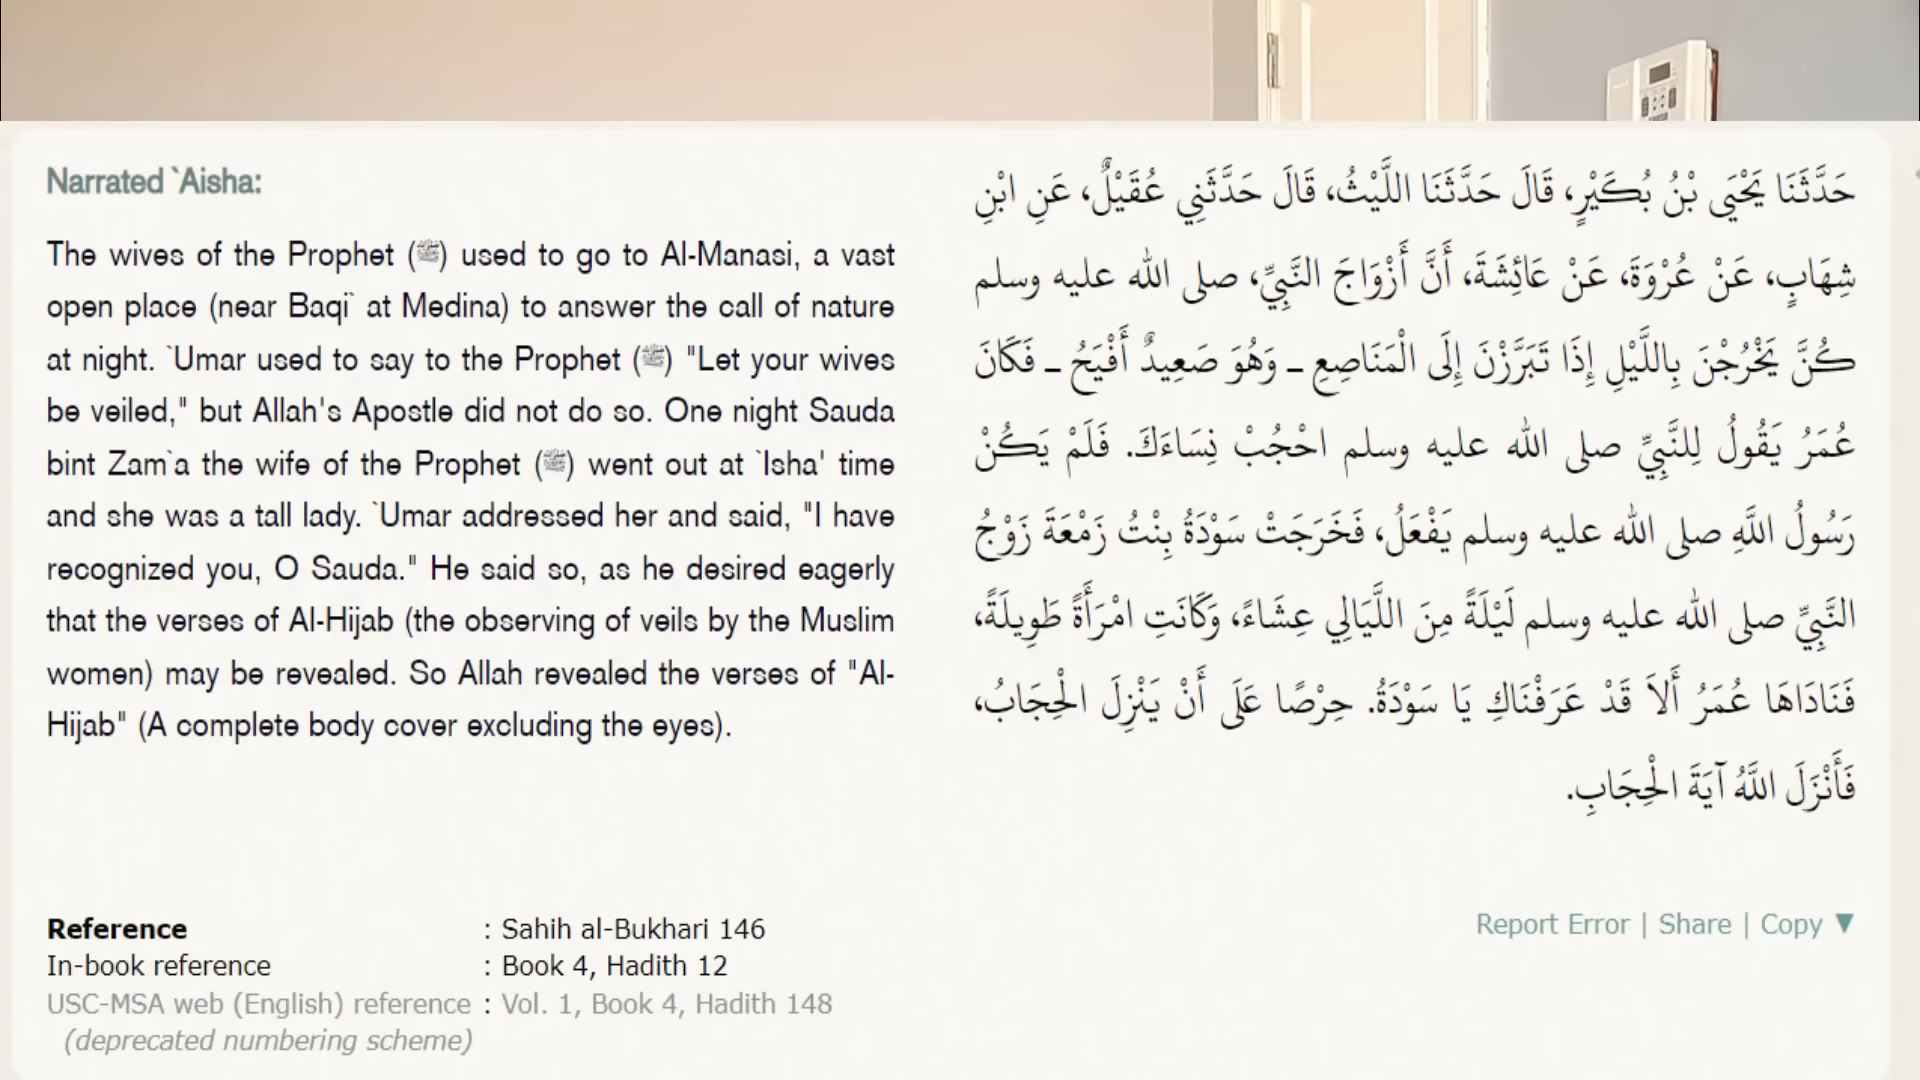 Narrated `Aisha:
The wives of the Prophet (ﷺ) used to go to Al-Manasi, a vast
open place (near Baqi` at Medina) to answer the call of nature
at night. `Umar used to say to the Prophet (ﷺ) "Let your wives
be veiled," but Allah's Apostle did not do so. One night Sauda
bint Zam`a the wife of the Prophet (ﷺ) went out at `Isha' time
and she was a tall lady. `Umar addressed her and said, "I have
recognized you, O Sauda." He said so, as he desired eagerly
that the verses of Al-Hijab (the observing of veils by the Muslim
women) may be revealed. So Allah revealed the verses of "Al-
Hijab" (A complete body cover excluding the eyes).
حَدَّثَنَا يَحْيَى بْنُ بُكَيْرٍ، قَالَ حَدَّثَنَا اللَّيْثُ، قَالَ حَدَّثَنِي عُقَيْلٌ، عَنِ ابْنِ
شِهَابٍ، عَنْ عُرْوَةَ، عَنْ عَائِشَةَ، أَنَّ أَزْوَاجَ النَّبِيِّ، صلى الله عليه وسلم
كُنَّ يَخْرُجْنَ بِاللَّيْلِ إِذَا تَبَرَّزْنَ إِلَى الْمَنَاصِعِ ـ وَهُوَ صَعِيدٌ أَفْيَحُ ـ فَكَانَ
عُمَرُ يَقُولُ لِلنَّبِيِّ صلى الله عليه وسلم احْجُبْ نِسَاءَكَ. فَلَمْ يَكُنْ
رَسُولُ اللَّهِ صلى الله عليه وسلم يَفْعَلُ، فَخَرَجَتْ سَوْدَةُ بِنْتُ زَمْعَةَ زَوْجُ
النَّبِيِّ صلى الله عليه وسلم لَيْلَةً مِنَ اللَّيَالِي عِشَاءً، وَكَانَتِ امْرَأَةً طَوِيلَةً،
فَنَادَاهَا عُمَرُ أَلاَ قَدْ عَرَفْنَاكِ يَا سَوْدَةُ. حِرْصًا عَلَى أَنْ يَنْزِلَ الْحِجَابُ،
فَأَنْزَلَ اللَّهُ آيَةَ الْحِجَابِ.
Reference : Sahih al-Bukhari 146
In-book reference : Book 4, Hadith 12
USC-MSA web (English) reference : Vol. 1, Book 4, Hadith 148
(deprecated numbering scheme)
Report Error | Share | Copy ▼